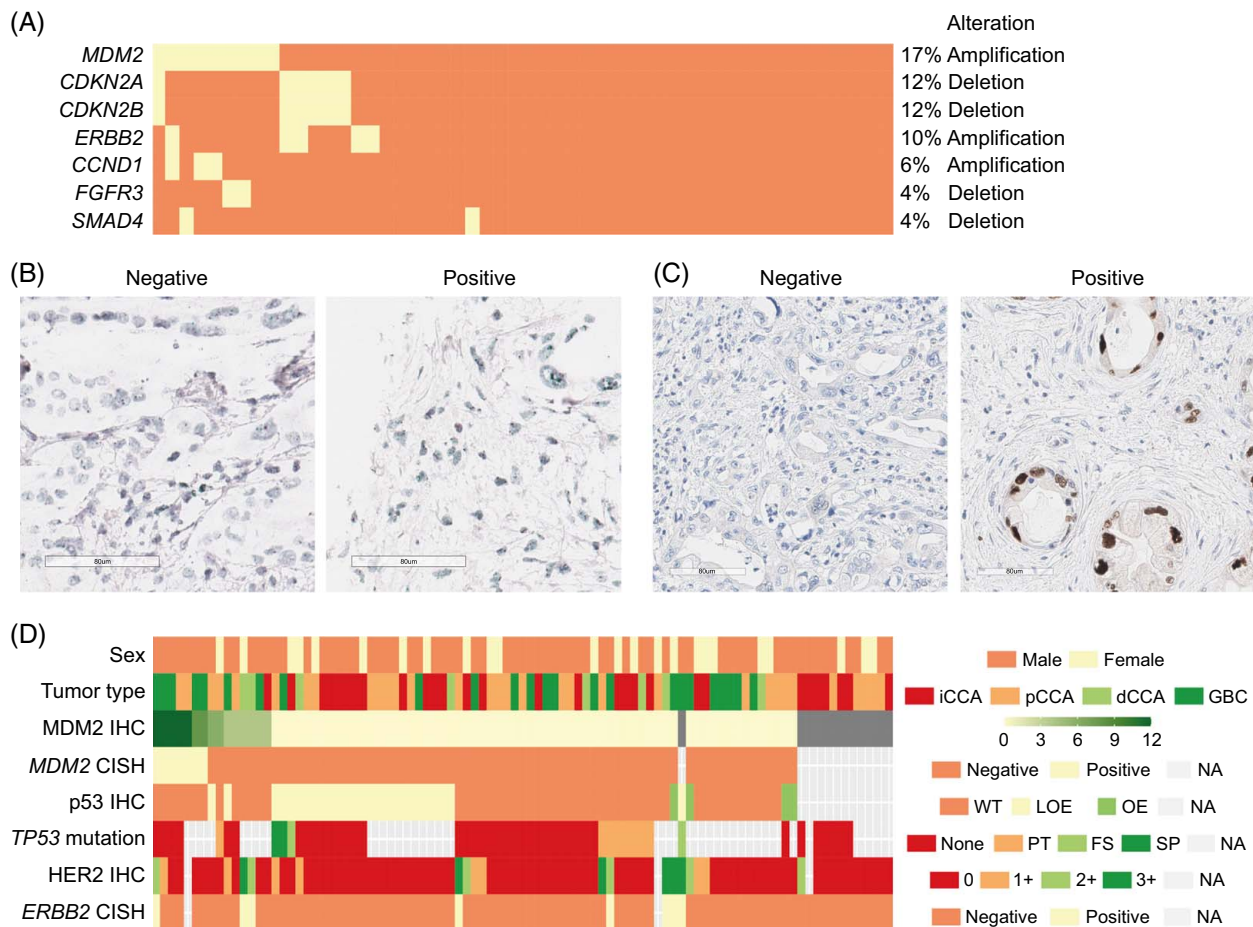 (A)
Alteration
MDM2 17% Amplification
CDKN2A 12% Deletion
CDKN2B 12% Deletion
ERBB2 10% Amplification
CCND1 6% Amplification
FGFR3 4% Deletion
SMAD4 4% Deletion
(B) Negative Positive
(C) Negative Positive
80um 80um 80um 80um
(D)
Sex Male Female
Tumor type iCCA pCCA dCCA GBC
MDM2 IHC 0 3 6 9 12
MDM2 CISH Negative Positive NA
p53 IHC WT LOE OE NA
TP53 mutation None PT FS SP NA
HER2 IHC 0 1+ 2+ 3+ NA
ERBB2 CISH Negative Positive NA